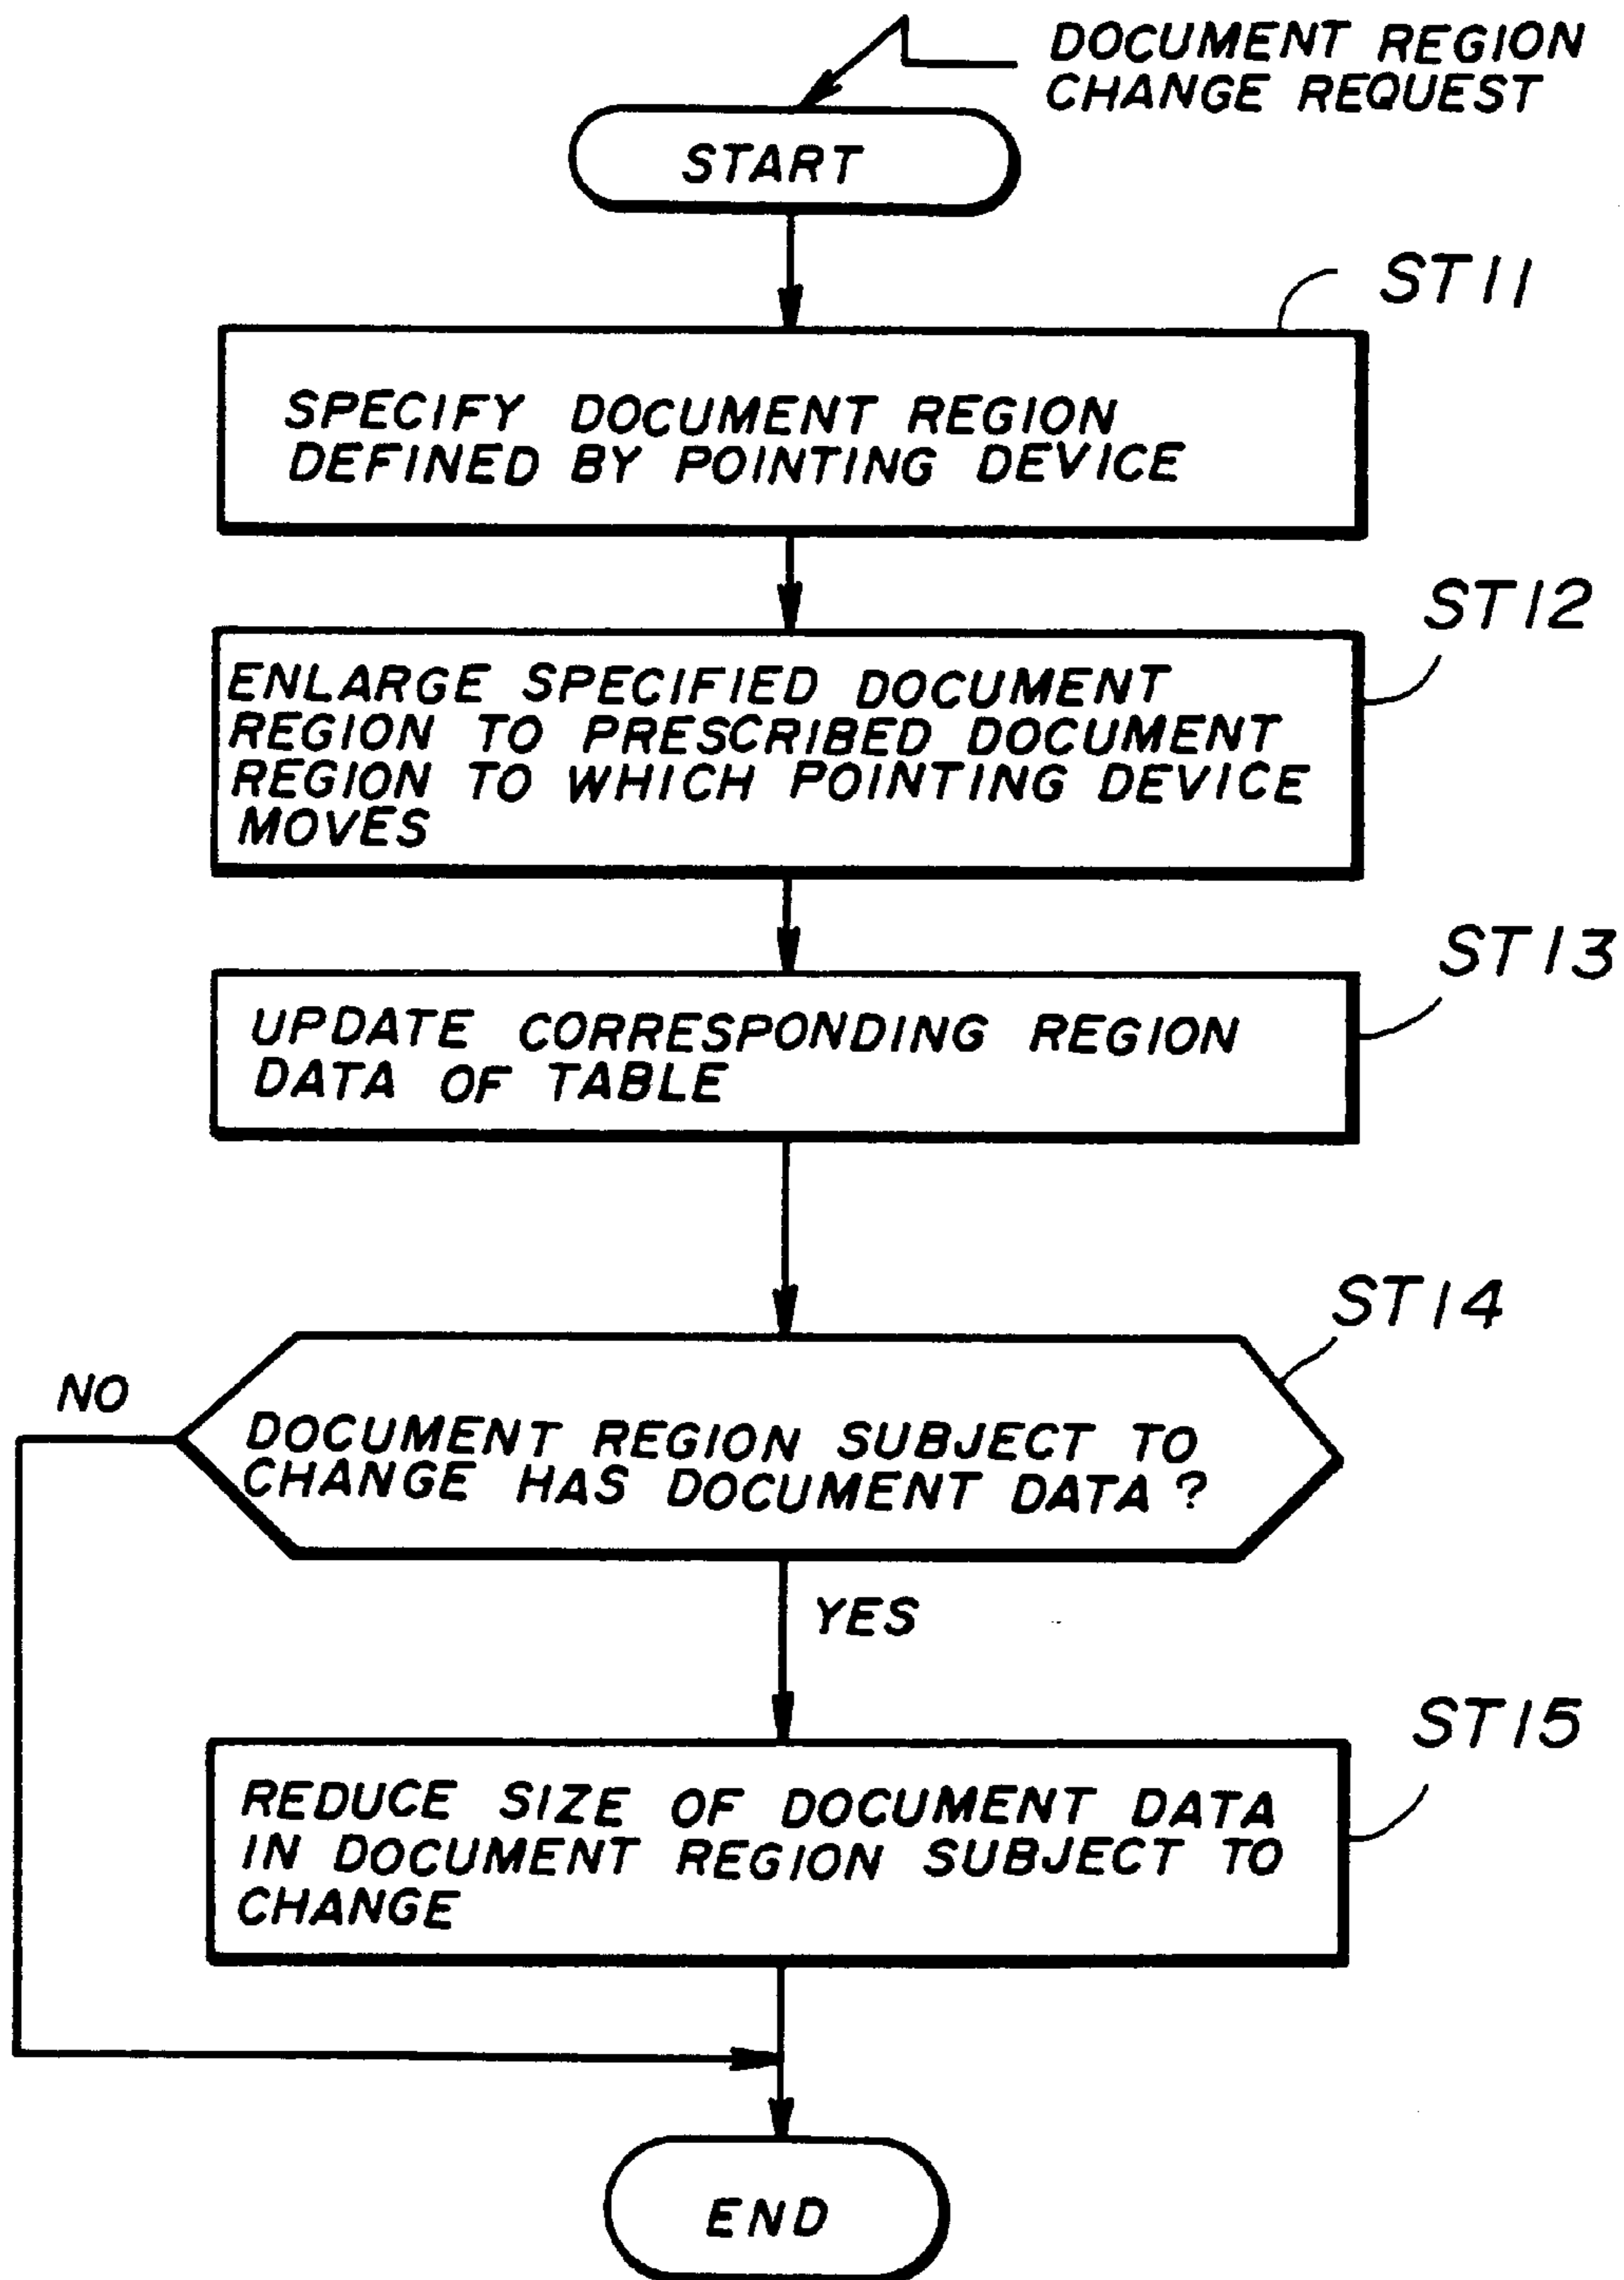 DOCUMENT REGION
CHANGE REQUEST
START
ST11
SPECIFY DOCUMENT REGION
DEFINED BY POINTING DEVICE
ST12
ENLARGE SPECIFIED DOCUMENT
REGION TO PRESCRIBED DOCUMENT
REGION TO WHICH POINTING DEVICE
MOVES
ST13
UPDATE CORRESPONDING REGION
DATA OF TABLE
ST14
NO
DOCUMENT REGION SUBJECT TO
CHANGE HAS DOCUMENT DATA ?
YES
ST15
REDUCE SIZE OF DOCUMENT DATA
IN DOCUMENT REGION SUBJECT TO
CHANGE
END